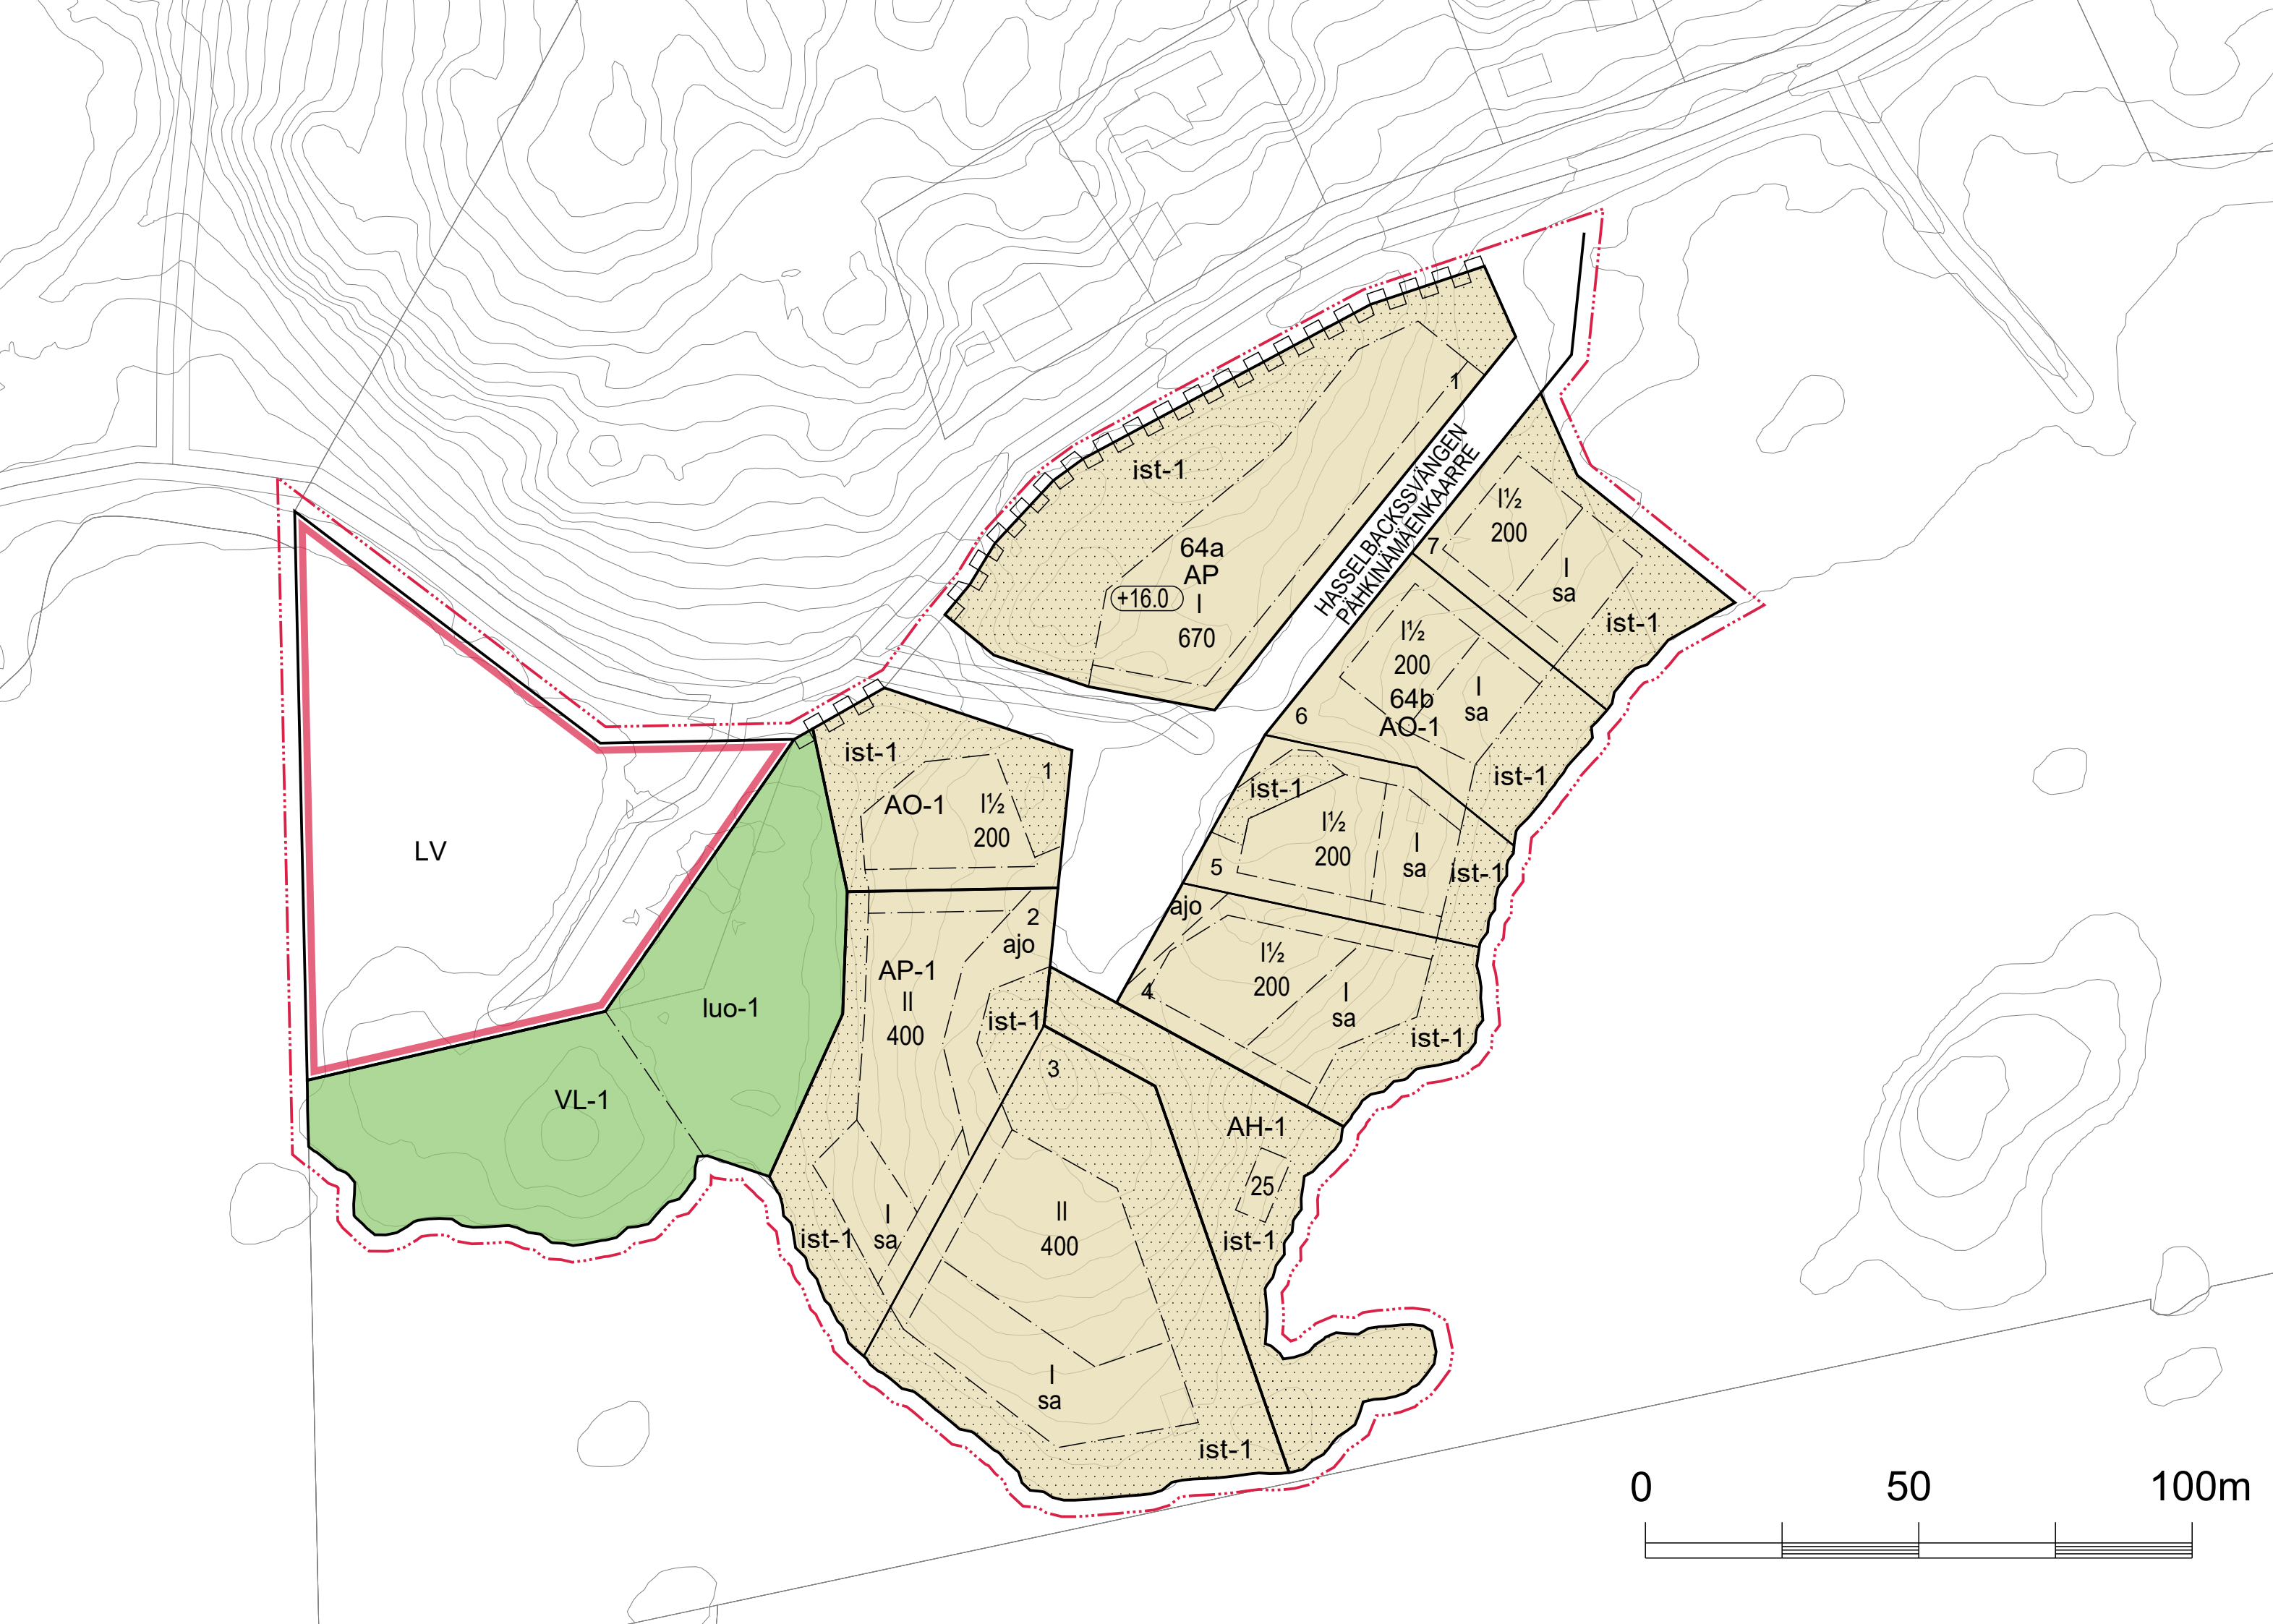 1
ist-1
HASSELBACKSSVÄNGEN
PÄHKINÄMÄENKAARRE
I½
200
7
64a
AP
+16.0
I
670
I
sa
ist-1
I½
200
64b
AO-1
I
sa
6
ist-1
ist-1
1
AO-1
I½
200
ist-1
I½
200
I
sa
ist-1
5
LV
ajo
2
ajo
AP-1
II
400
I½
200
4
I
sa
ist-1
luo-1
ist-1
3
VL-1
AH-1
25
ist-1
I
sa
ist-1
II
400
I
sa
ist-1
0 50 100m